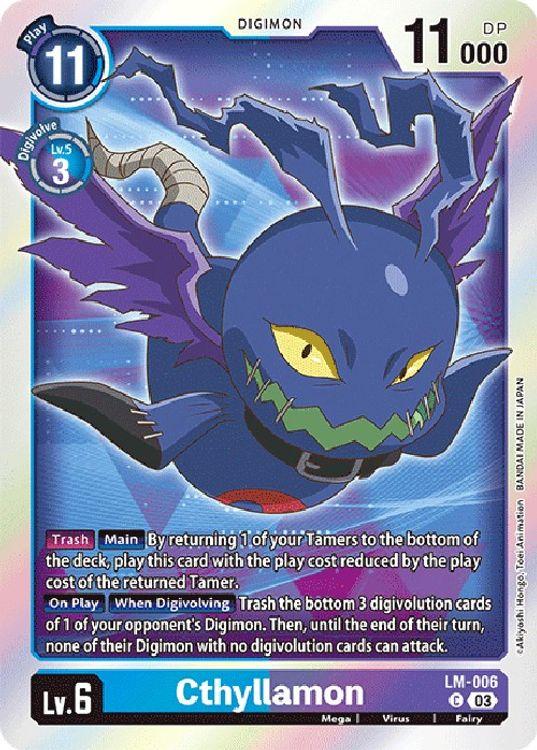 Play
11
DIGIMON
11 000
DP
Digivolve
Lv.5
3
BANDAI MADE IN JAPAN
©Akiyoshi Hongo, Toei Animation
Trash Main By returning 1 of your Tamers to the bottom of
the deck, play this card with the play cost reduced by the play
cost of the returned Tamer.
On Play When Digivolving Trash the bottom 3 digivolution cards
of 1 of your opponent's Digimon. Then, until the end of their turn,
none of their Digimon with no digivolution cards can attack.
Lv.6
Cthyllamon
LM-006
C 03
Mega | Virus | Fairy